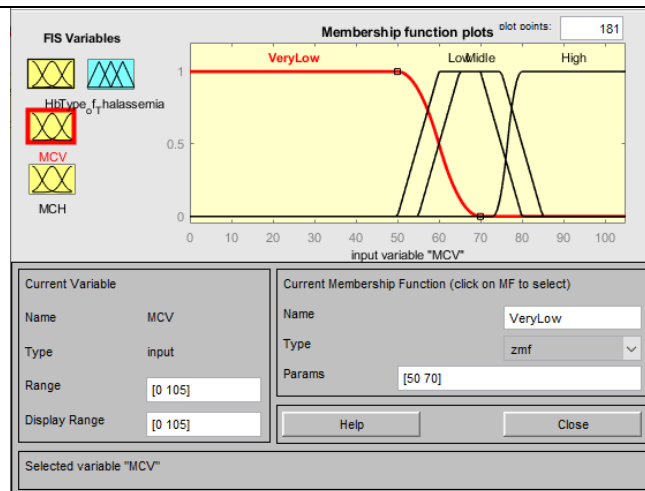 FIS Variables
Membership function plots plot points: 181
VeryLow Low Midle High
HbType_of_Thalassemia
MCV
MCH
1
0.5
0
0 10 20 30 40 50 60 70 80 90 100
input variable "MCV"
Current Variable
Name MCV
Type input
Range [0 105]
Display Range [0 105]
Current Membership Function (click on MF to select)
Name VeryLow
Type zmf
Params [50 70]
Help Close
Selected variable "MCV"